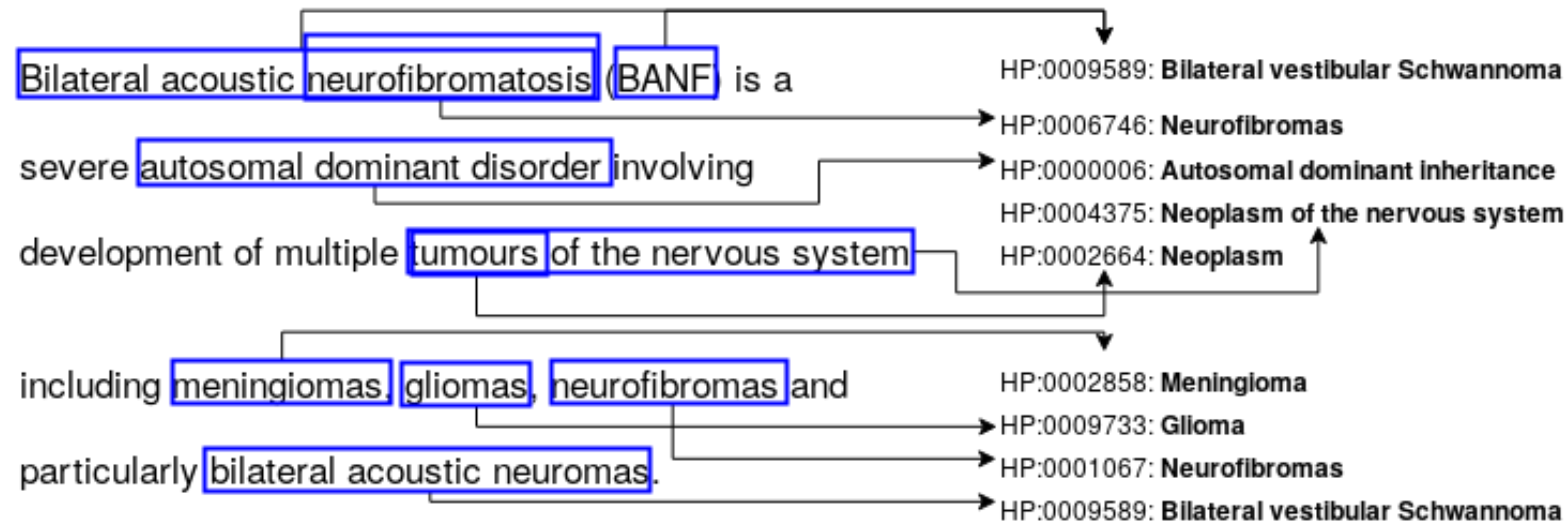 Bilateral acoustic neurofibromatosis (BANF) is a
severe autosomal dominant disorder involving
development of multiple tumours of the nervous system
including meningiomas, gliomas, neurofibromas and
particularly bilateral acoustic neuromas.
HP:0009589: Bilateral vestibular Schwannoma
HP:0006746: Neurofibromas
HP:0000006: Autosomal dominant inheritance
HP:0004375: Neoplasm of the nervous system
HP:0002664: Neoplasm
HP:0002858: Meningioma
HP:0009733: Glioma
HP:0001067: Neurofibromas
HP:0009589: Bilateral vestibular Schwannoma